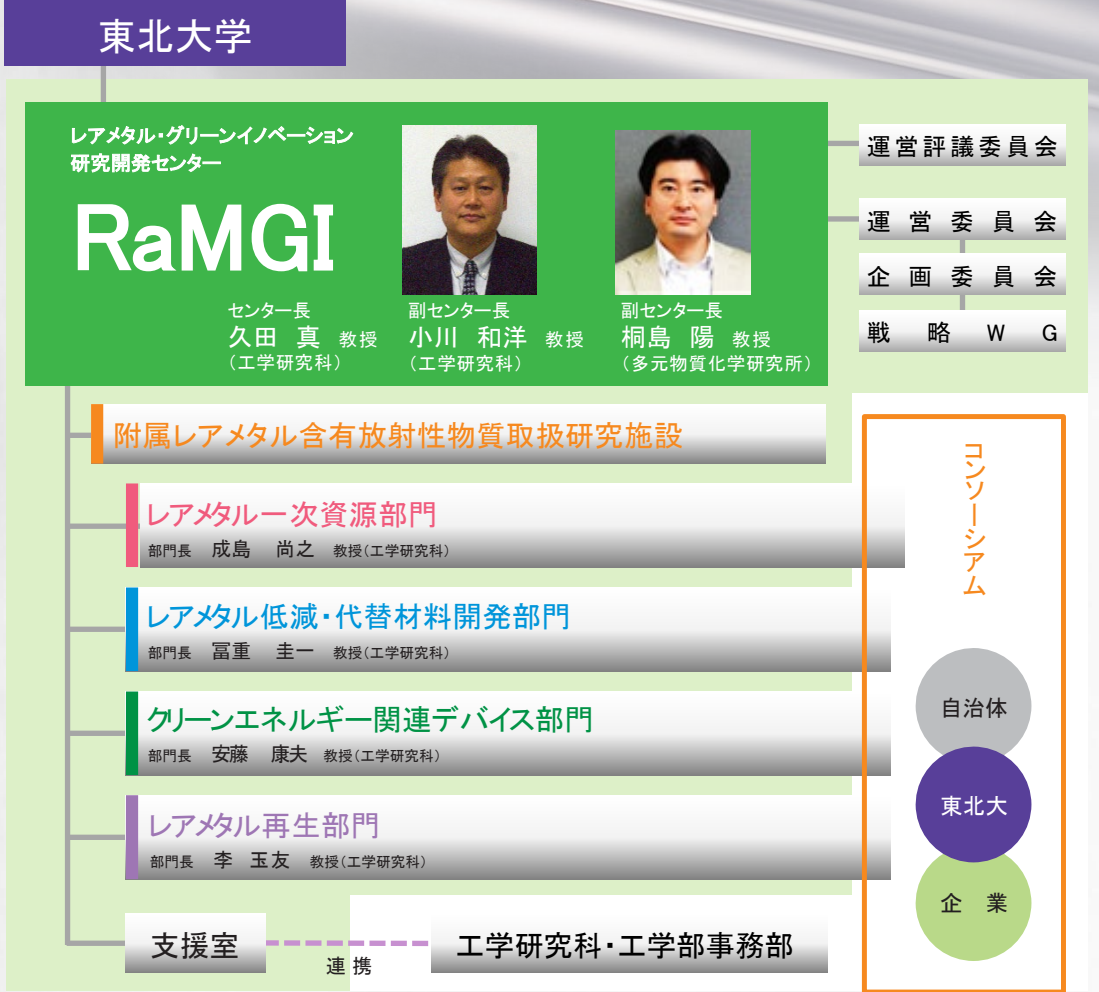 東北大学
レアメタル・グリーンイノベーション
研究開発センター
RaMGI
センター長
久田 真 教授
(工学研究科)
副センター長
小川 和洋 教授
(工学研究科)
副センター長
桐島 陽 教授
(多元物質化学研究所)
運営評議委員会
運営委員会
企画委員会
戦略WG
附属レアメタル含有放射性物質取扱研究施設
レアメタル一次資源部門
部門長 成島 尚之 教授(工学研究科)
レアメタル低減・代替材料開発部門
部門長 冨重 圭一 教授(工学研究科)
クリーンエネルギー関連デバイス部門
部門長 安藤 康夫 教授(工学研究科)
レアメタル再生部門
部門長 李 玉友 教授(工学研究科)
支援室
連携
工学研究科・工学部事務部
コンソーシアム
自治体
東北大
企業